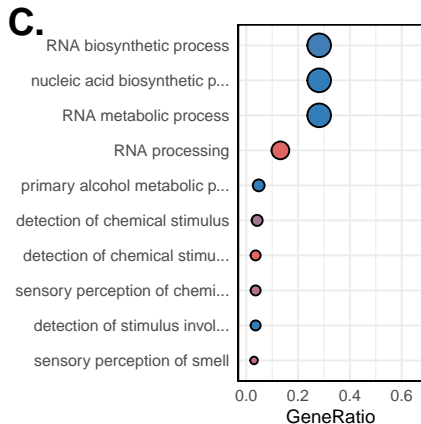 C.
RNA biosynthetic process
nucleic acid biosynthetic p...
RNA metabolic process
RNA processing
primary alcohol metabolic p...
detection of chemical stimulus
detection of chemical stimu...
sensory perception of chemi...
detection of stimulus invol...
sensory perception of smell
0.0 0.2 0.4 0.6
GeneRatio